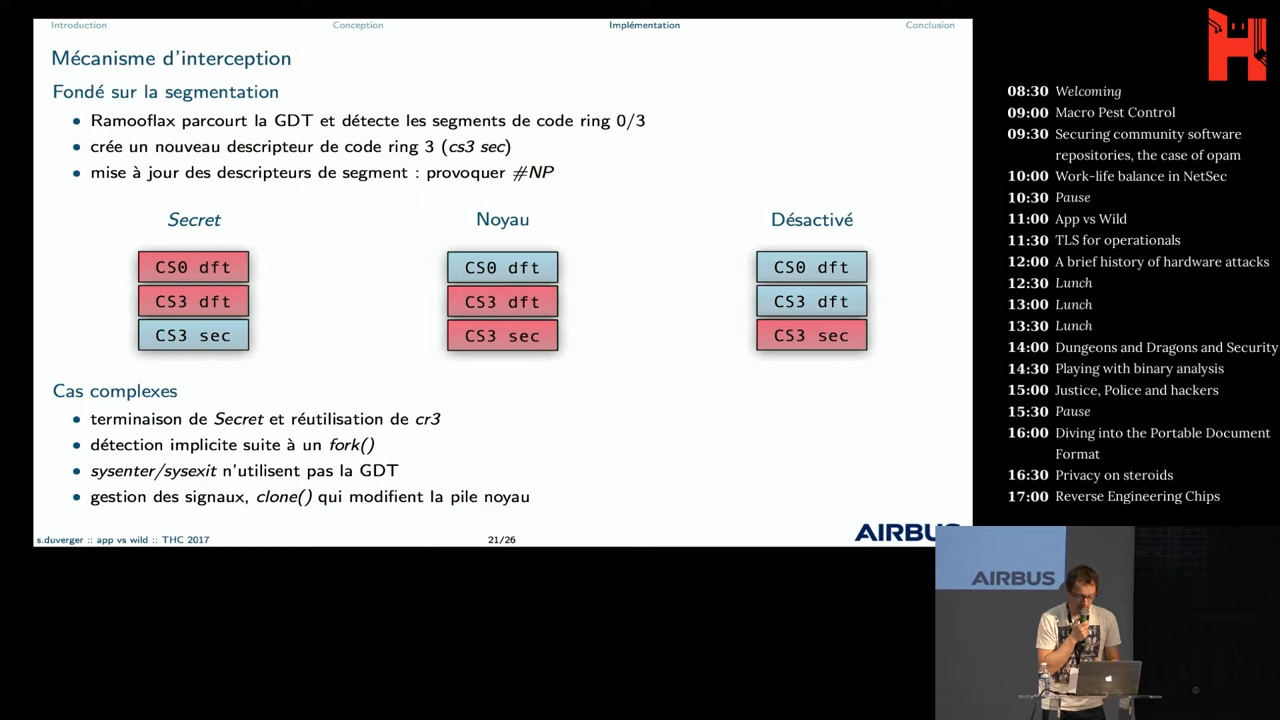 Introduction
Conception
Implémentation
Conclusion
Mécanisme d'interception
Fondé sur la segmentation
• Ramooflax parcourt la GDT et détecte les segments de code ring 0/3
• crée un nouveau descripteur de code ring 3 (cs3 sec)
• mise à jour des descripteurs de segment : provoquer #NP
Secret
CS0 dft
CS3 dft
CS3 sec
Noyau
CS0 dft
CS3 dft
CS3 sec
Désactivé
CS0 dft
CS3 dft
CS3 sec
Cas complexes
• terminaison de Secret et réutilisation de cr3
• détection implicite suite à un fork()
• sysenter/sysexit n'utilisent pas la GDT
• gestion des signaux, clone() qui modifient la pile noyau
s.duverger :: app vs wild :: THC 2017
21/26
AIRBUS
08:30 Welcoming
09:00 Macro Pest Control
09:30 Securing community software
repositories, the case of opam
10:00 Work-life balance in NetSec
10:30 Pause
11:00 App vs Wild
11:30 TLS for operationals
12:00 A brief history of hardware attacks
12:30 Lunch
13:00 Lunch
13:30 Lunch
14:00 Dungeons and Dragons and Security
14:30 Playing with binary analysis
15:00 Justice, Police and hackers
15:30 Pause
16:00 Diving into the Portable Document
Format
16:30 Privacy on steroids
17:00 Reverse Engineering Chips
AIRBUS